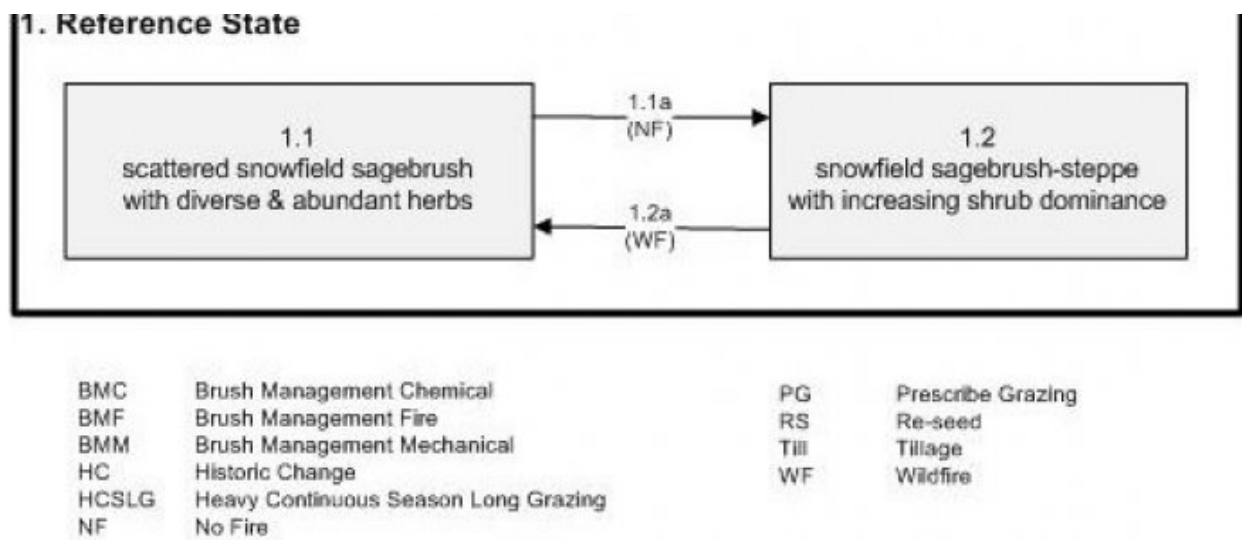 1. Reference State
1.1
scattered snowfield sagebrush
with diverse & abundant herbs
1.1a
(NF)
1.2a
(WF)
1.2
snowfield sagebrush-steppe
with increasing shrub dominance
BMC Brush Management Chemical
BMF Brush Management Fire
BMM Brush Management Mechanical
HC Historic Change
HCSLG Heavy Continuous Season Long Grazing
NF No Fire
PG Prescribe Grazing
RS Re-seed
Till Tillage
WF Wildfire